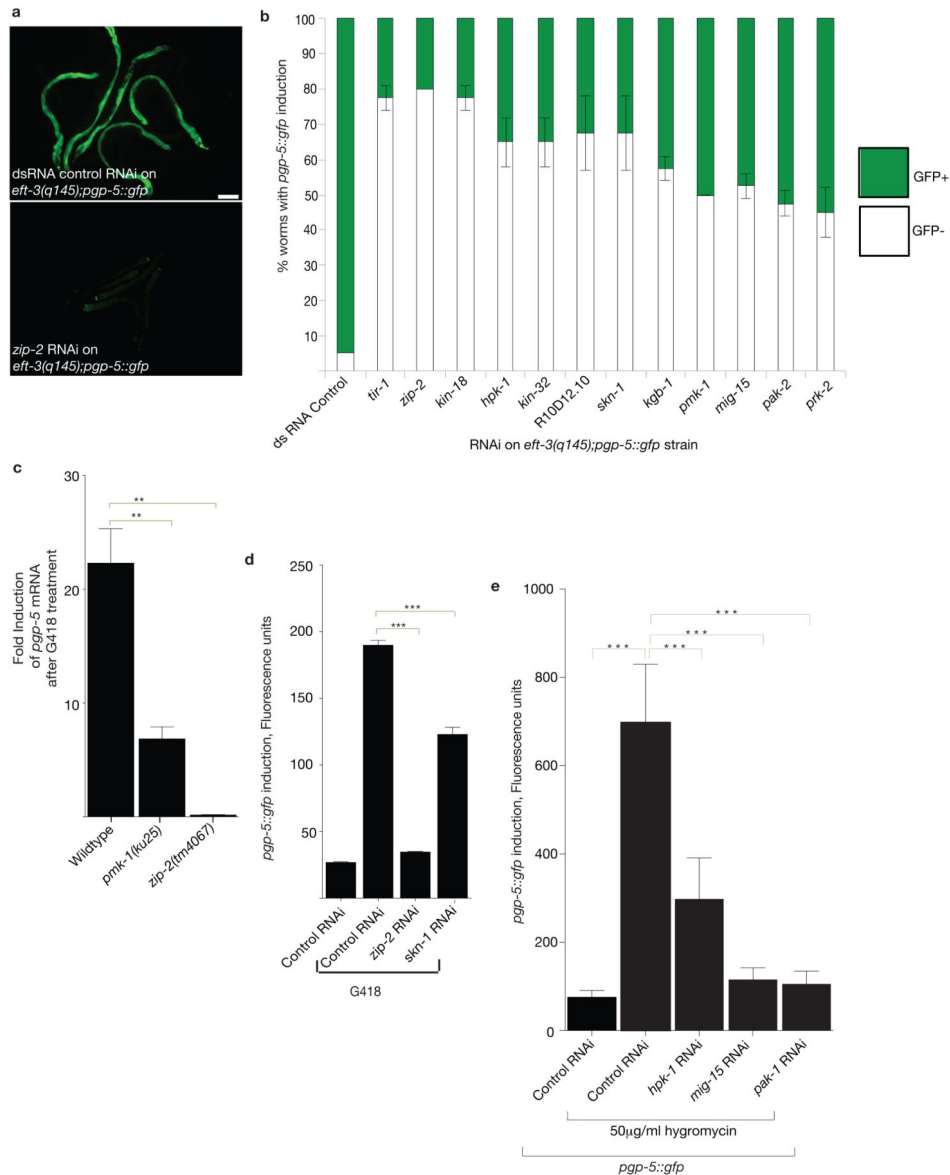 a
dsRNA control RNAi on
eft-3(q145);pgp-5::gfp
zip-2 RNAi on
eft-3(q145);pgp-5::gfp
b
% worms with pgp-5::gfp induction
100
90
80
70
60
50
40
30
20
10
ds RNA Control
tir-1
zip-2
kin-18
hpk-1
kin-32
R10D12.10
skn-1
kgb-1
pmk-1
mig-15
pak-2
prk-2
RNAi on eft-3(q145);pgp-5::gfp strain
GFP+
GFP-
c
Fold Induction
of pgp-5 mRNA
after G418 treatment
30
20
10
**
**
Wildtype
pmk-1(ku25)
zip-2(tm4067)
d
pgp-5::gfp induction, Fluorescence units
250
200
150
100
50
***
***
Control RNAi
Control RNAi
zip-2 RNAi
skn-1 RNAi
G418
e
pgp-5::gfp induction, Fluorescence units
1000
800
600
400
200
0
***
***
***
***
Control RNAi
Control RNAi
hpk-1 RNAi
mig-15 RNAi
pak-1 RNAi
50µg/ml hygromycin
pgp-5::gfp